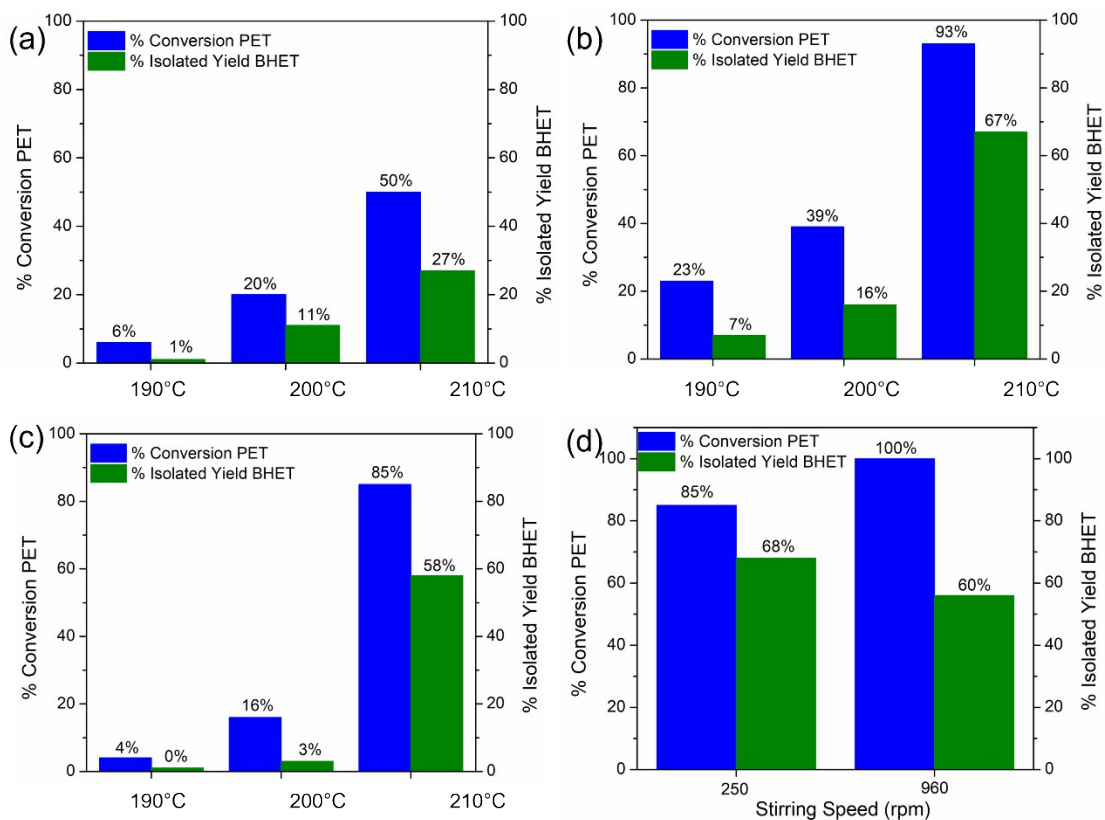 (a)
% Conversion PET
% Isolated Yield BHET
100
80
60
40
20
0
% Conversion PET
6%
1%
20%
11%
50%
27%
190°C
200°C
210°C
100
80
60
40
20
0
% Isolated Yield BHET
(b)
% Conversion PET
% Isolated Yield BHET
100
80
60
40
20
0
% Conversion PET
23%
7%
39%
16%
93%
67%
190°C
200°C
210°C
100
80
60
40
20
0
% Isolated Yield BHET
(c)
% Conversion PET
% Isolated Yield BHET
100
80
60
40
20
0
% Conversion PET
4%
0%
16%
3%
85%
58%
190°C
200°C
210°C
100
80
60
40
20
0
% Isolated Yield BHET
(d)
% Conversion PET
% Isolated Yield BHET
100
80
60
40
20
0
% Conversion PET
85%
68%
100%
60%
250
960
Stirring Speed (rpm)
100
80
60
40
20
0
% Isolated Yield BHET